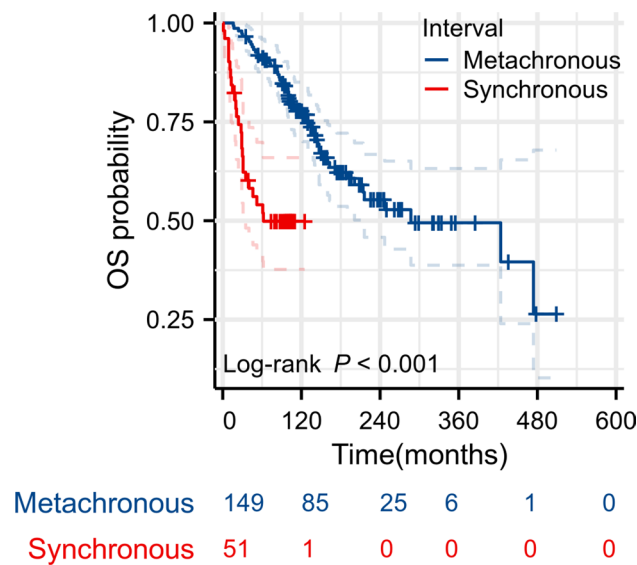 1.00
0.75
0.50
0.25
OS probability
Interval
Metachronous
Synchronous
Log-rank P < 0.001
0 120 240 360 480 600
Time(months)
Metachronous 149 85 25 6 1 0
Synchronous 51 1 0 0 0 0